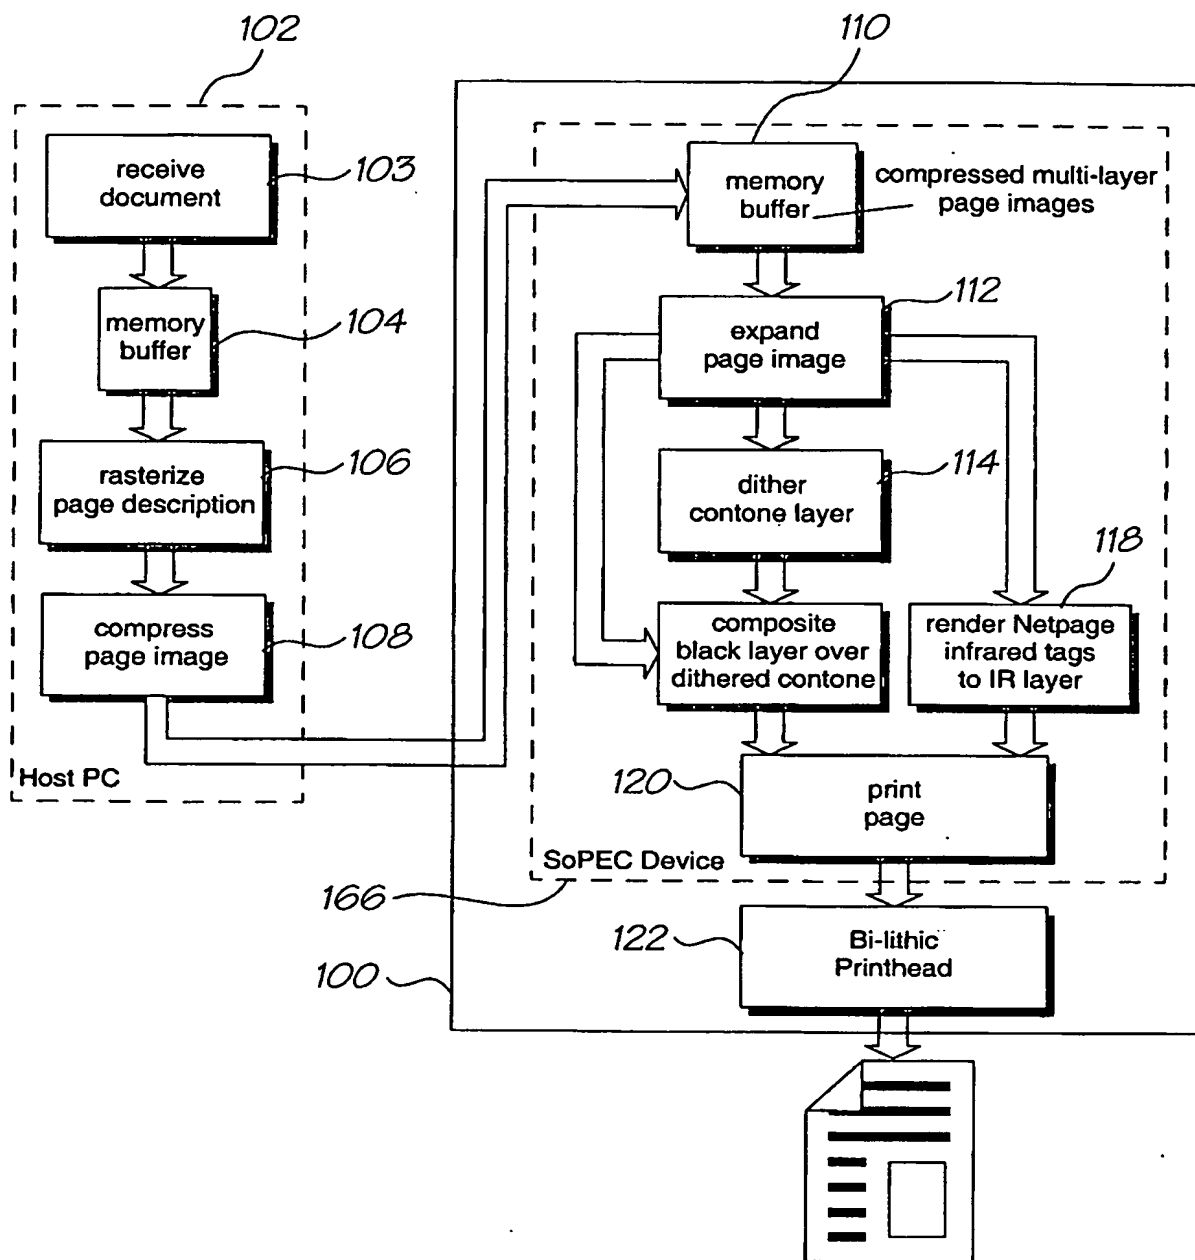 102
receive
document
103
memory
buffer
104
rasterize
page description
106
compress
page image
108
Host PC
110
memory
buffer
compressed multi-layer
page images
expand
page image
112
dither
contone layer
114
composite
black layer over
dithered contone
118
render Netpage
infrared tags
to IR layer
120
print
page
SoPEC Device
166
122
Bi-lithic
Printhead
100